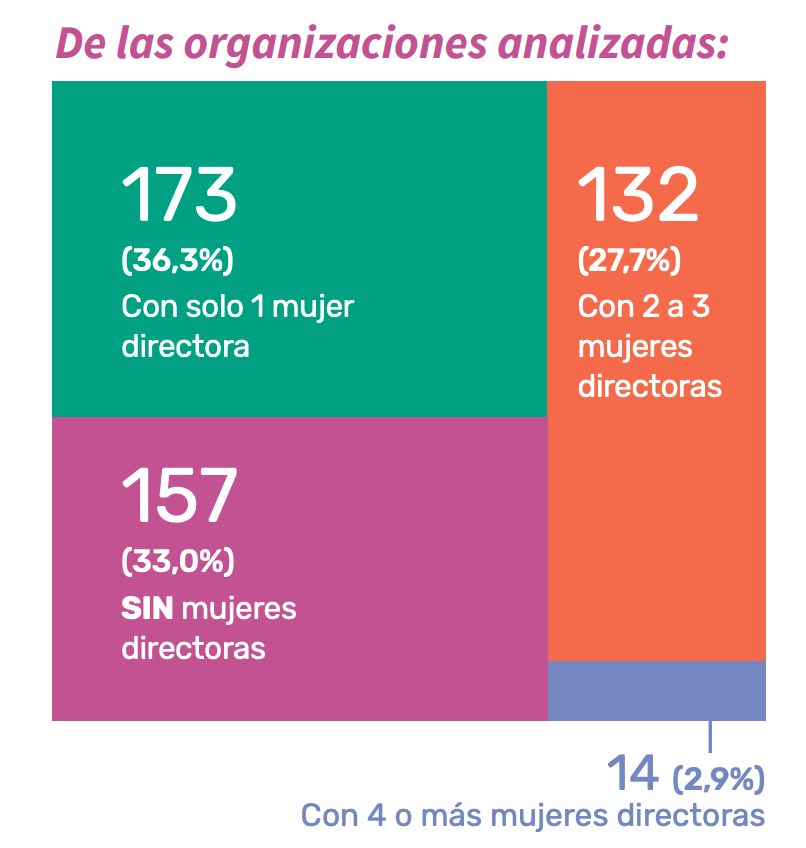 De las organizaciones analizadas:
173
(36,3%)
Con solo 1 mujer
directora
132
(27,7%)
Con 2 a 3
mujeres
directoras
157
(33,0%)
SIN mujeres
directoras
14 (2,9%)
Con 4 o más mujeres directoras